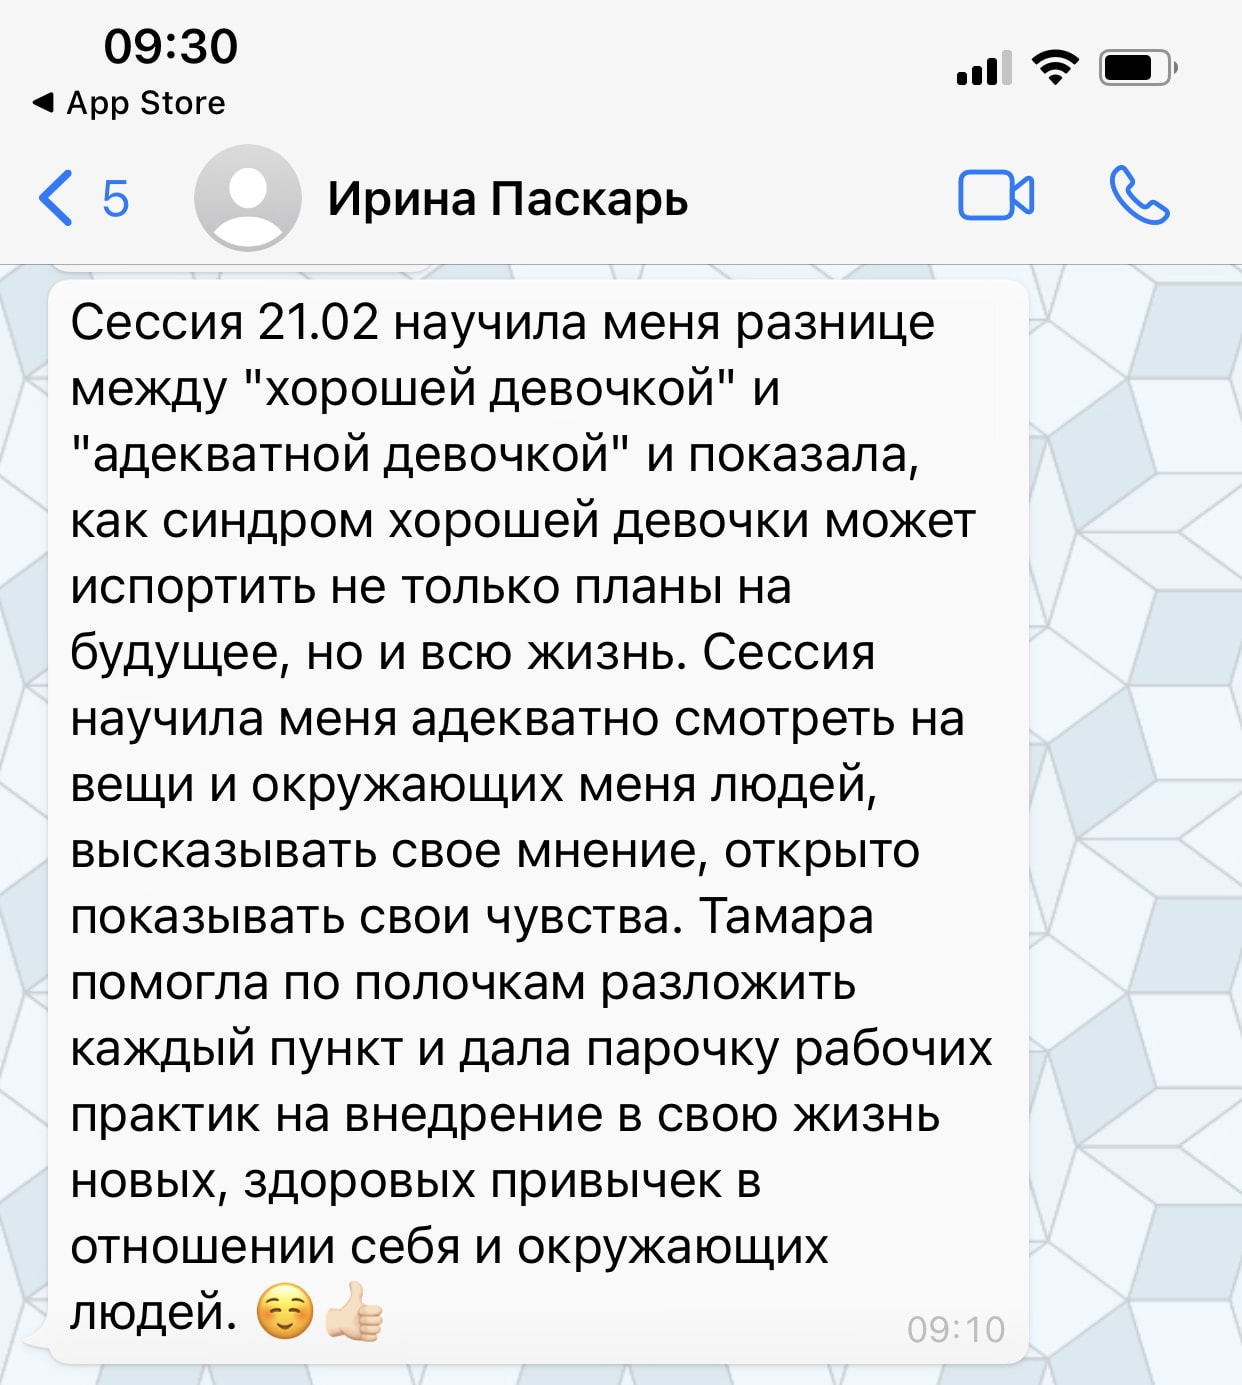 09:30
◀ App Store
5
Ирина Паскарь
Сессия 21.02 научила меня разнице
между "хорошей девочкой" и
"адекватной девочкой" и показала,
как синдром хорошей девочки может
испортить не только планы на
будущее, но и всю жизнь. Сессия
научила меня адекватно смотреть на
вещи и окружающих меня людей,
высказывать свое мнение, открыто
показывать свои чувства. Тамара
помогла по полочкам разложить
каждый пункт и дала парочку рабочих
практик на внедрение в свою жизнь
новых, здоровых привычек в
отношении себя и окружающих
людей. ☺️👍🏻
09:10